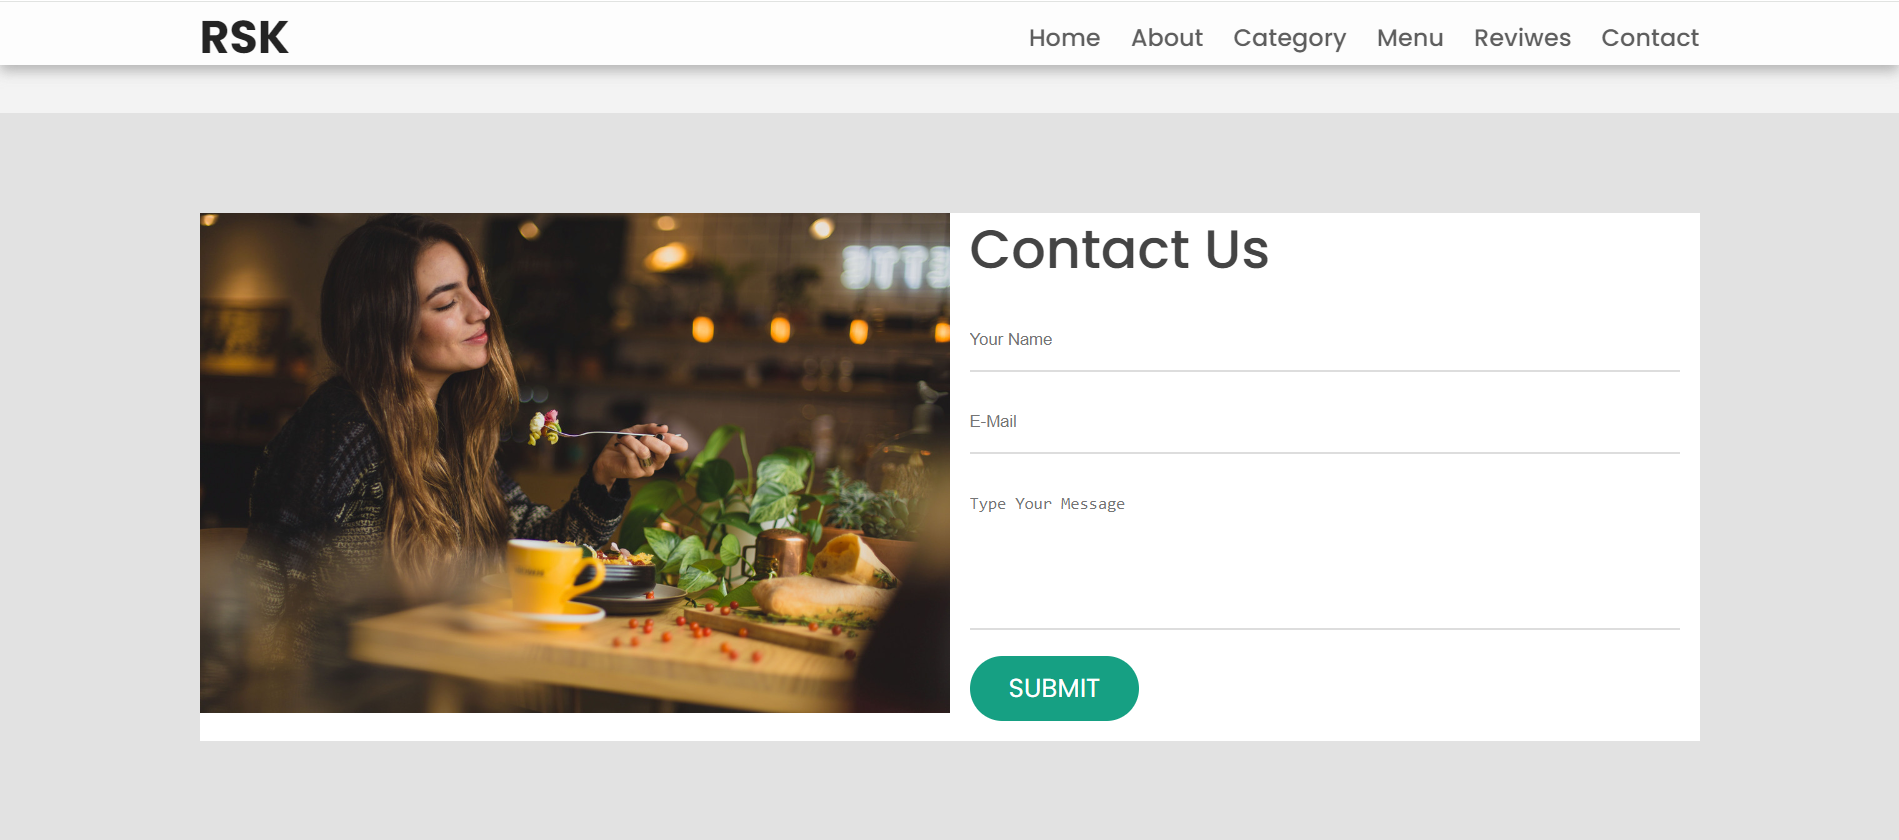 RSK
Home About Category Menu Reviwes Contact
Contact Us
Your Name
E-Mail
Type Your Message
SUBMIT